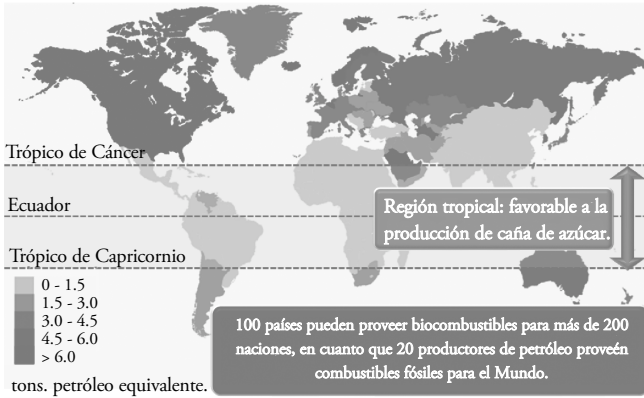 Trópico de Cáncer
Ecuador
Región tropical: favorable a la
producción de caña de azúcar.
Trópico de Capricornio
0 - 1.5
1.5 - 3.0
3.0 - 4.5
4.5 - 6.0
> 6.0
tons. petróleo equivalente.
100 países pueden proveer biocombustibles para más de 200
naciones, en cuanto que 20 productores de petróleo proveén
combustibles fósiles para el Mundo.